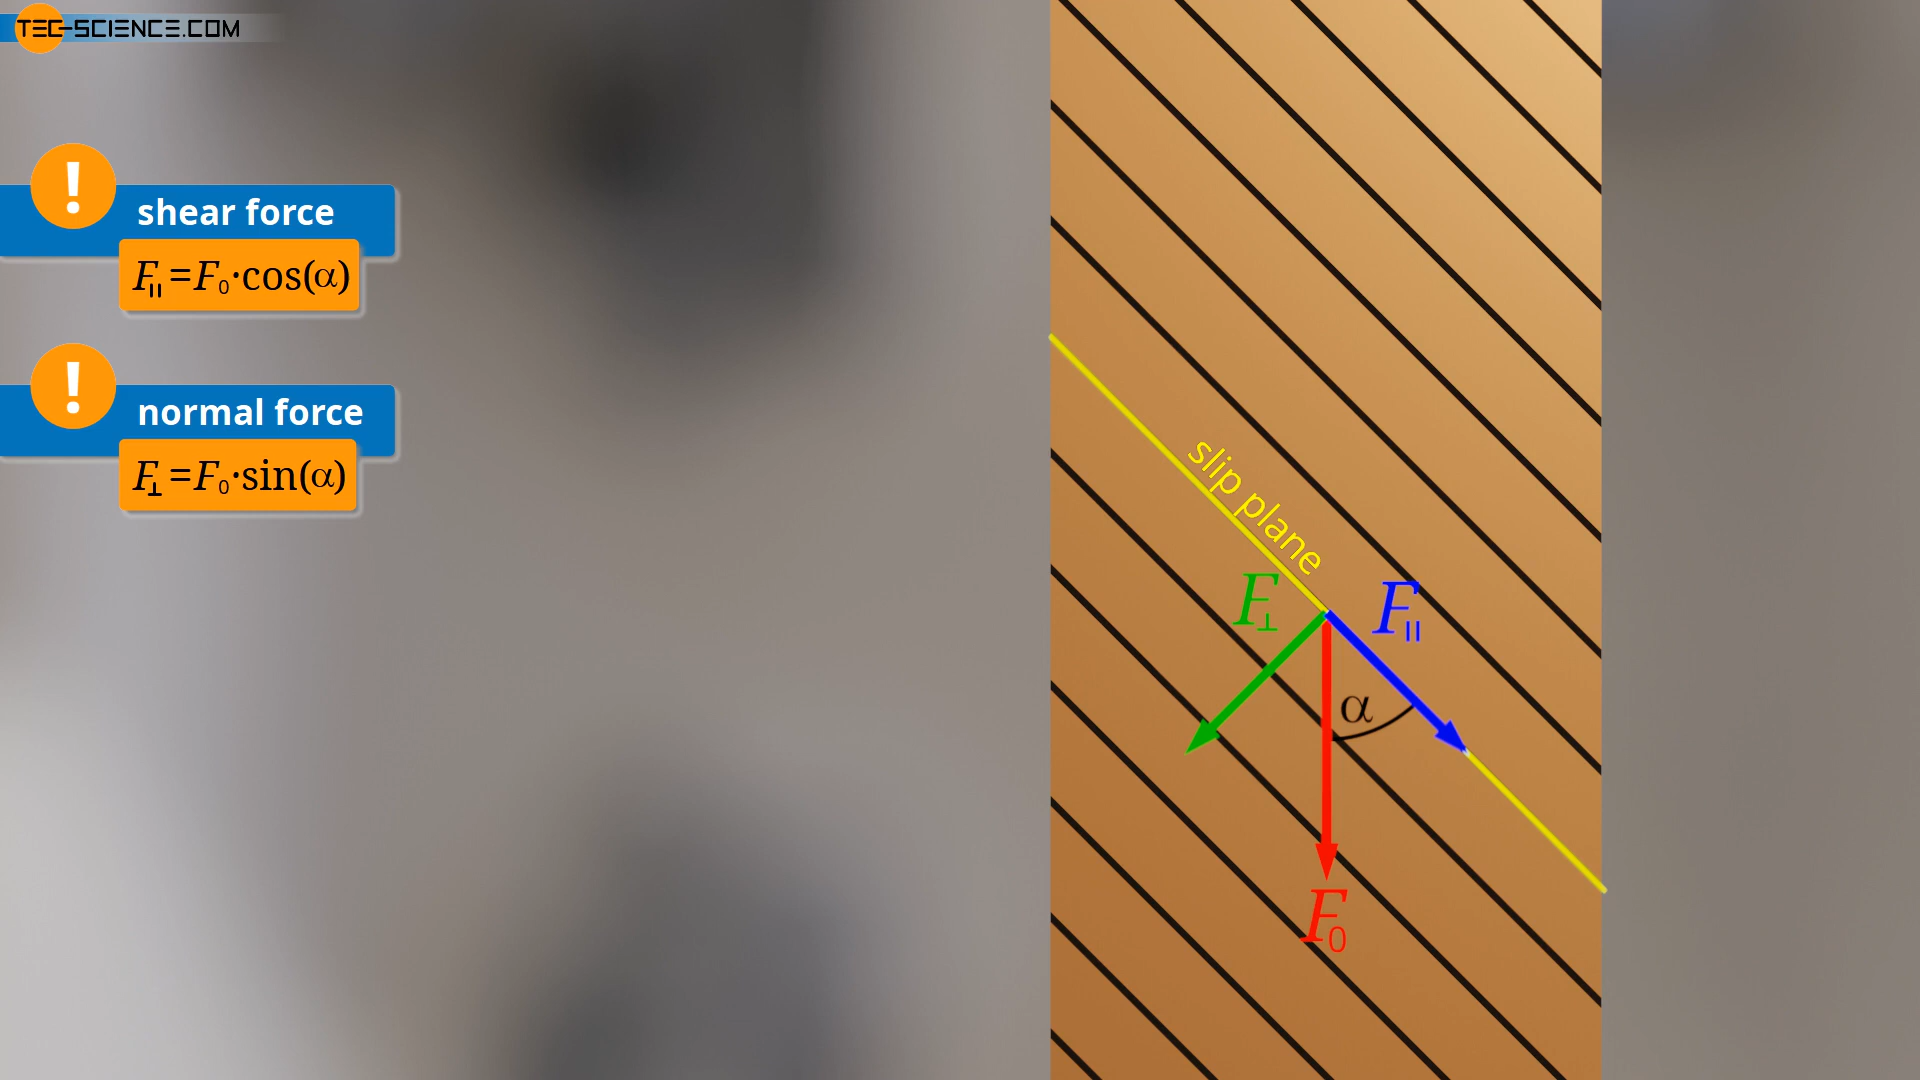 TEC-SCIENCE.COM
!
shear force
F∥=F₀·cos(α)
!
normal force
F⊥=F₀·sin(α)
slip plane
F⊥
F∥
α
F₀